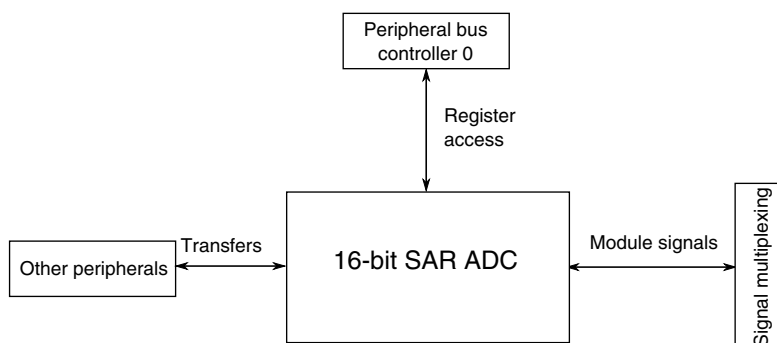 Peripheral bus
controller 0
Register
access
Transfers
Other peripherals
16-bit SAR ADC
Module signals
Signal multiplexing